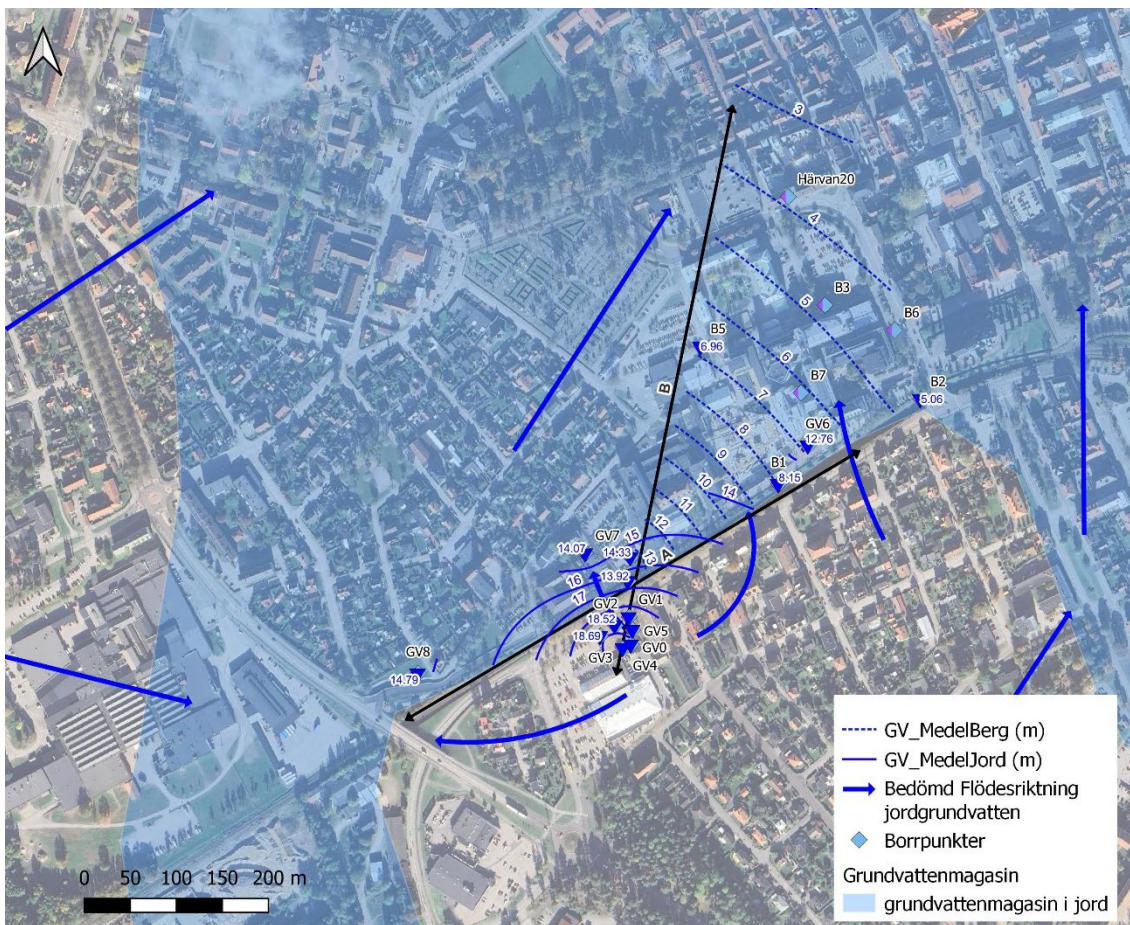 3
Härvan20
4
5
B3
B6
B5
6.96
6
B
7
B7
B2
5.06
8
GV6
12.76
9
B1
8.15
10
14
11
12
15
GV7
14.07
14.33
13
A
16
13.92
17
GV2
GV1
18.52
GV5
18.69
GV0
GV3
GV4
GV8
14.79
GV_MedelBerg (m)
GV_MedelJord (m)
Bedömd Flödesriktning
jordgrundvatten
Borrpunkter
Grundvattenmagasin
grundvattenmagasin i jord
0 50 100 150 200 m